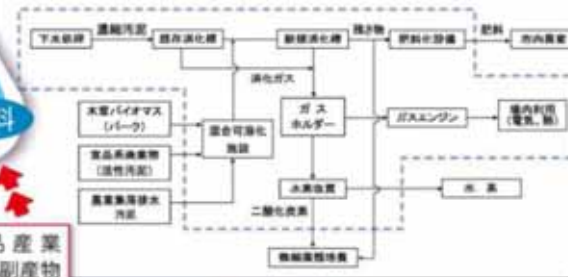 濃縮汚泥
下水処理
既存消化槽
新規消化槽
残さ物
肥料化設備
肥料
市内農家
消化ガス
木質バイオマス
(バーク)
混合可溶化
施設
ガス
ホルダー
ガスエンジン
場内利用
(電気、熱)
食品系廃棄物
(活性汚泥)
農業集落排水
汚泥
水素装置
水素
二酸化炭素
微細藻類培養
料
品産業
副産物